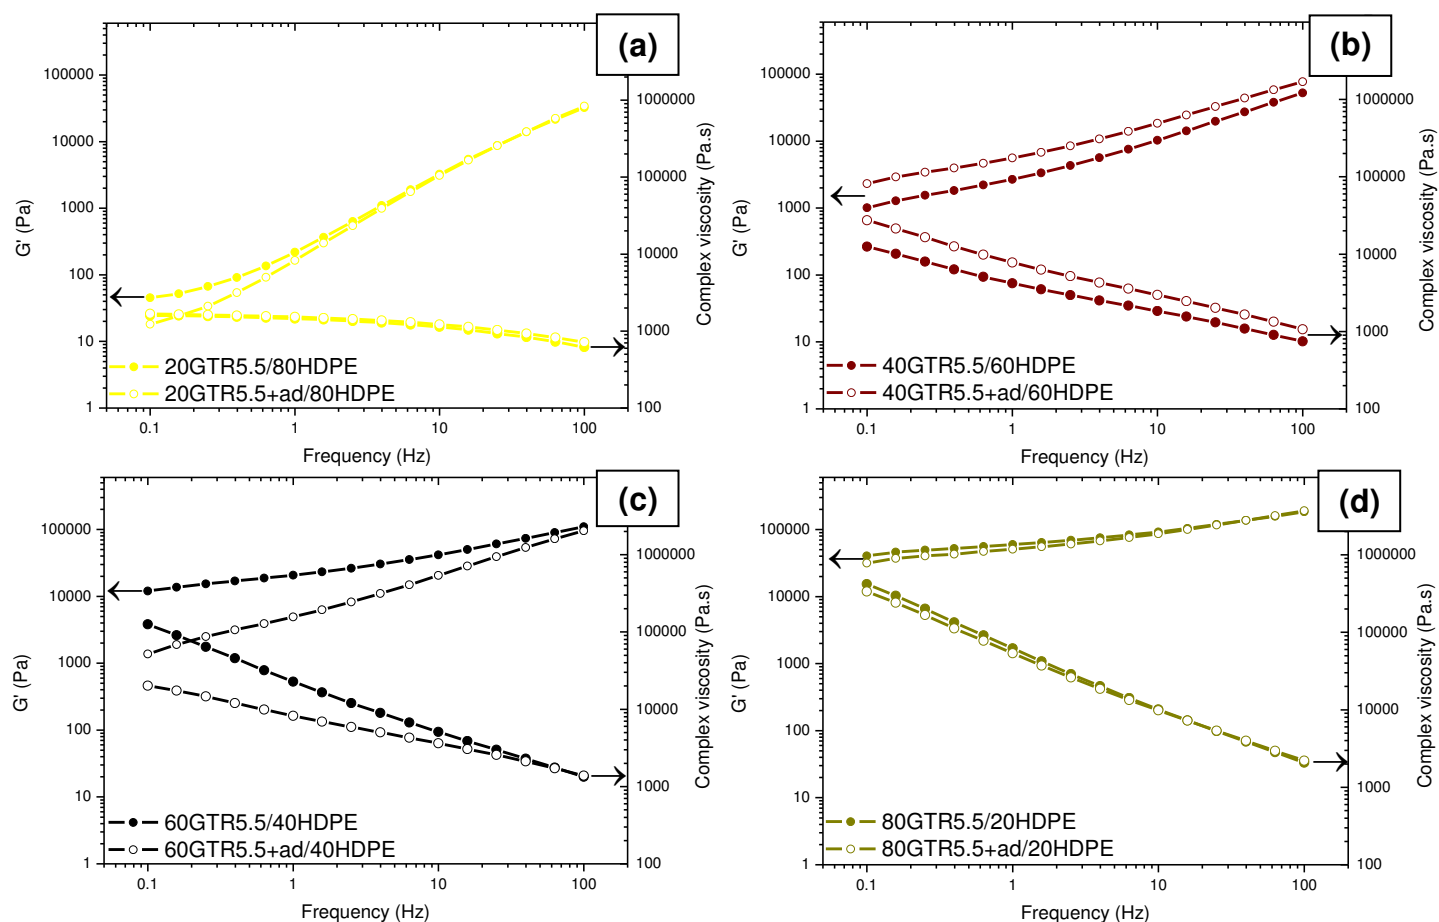 (a)
100000
10000
1000
100
10
1
G' (Pa)
1000000
100000
10000
1000
100
Complex viscosity (Pa.s)
20GTR5.5/80HDPE
20GTR5.5+ad/80HDPE
0.1
1
10
100
Frequency (Hz)
(b)
100000
10000
1000
100
10
1
G' (Pa)
1000000
100000
10000
1000
100
Complex viscosity (Pa.s)
40GTR5.5/60HDPE
40GTR5.5+ad/60HDPE
0.1
1
10
100
Frequency (Hz)
(c)
100000
10000
1000
100
10
1
G' (Pa)
1000000
100000
10000
1000
100
Complex viscosity (Pa.s)
60GTR5.5/40HDPE
60GTR5.5+ad/40HDPE
0.1
1
10
100
Frequency (Hz)
(d)
100000
10000
1000
100
10
1
G' (Pa)
1000000
100000
10000
1000
100
Complex viscosity (Pa.s)
80GTR5.5/20HDPE
80GTR5.5+ad/20HDPE
0.1
1
10
100
Frequency (Hz)